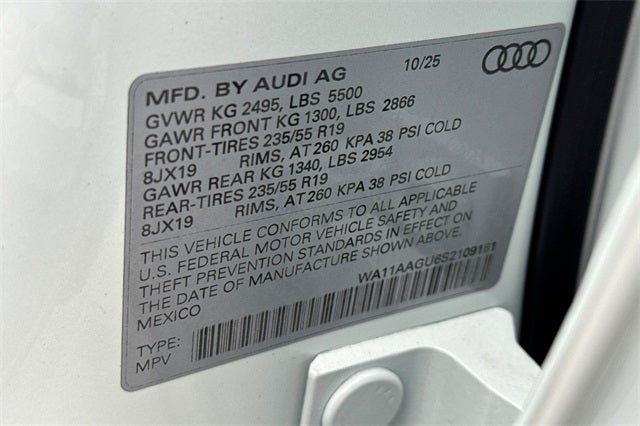 MFD. BY AUDI AG 10/25
GVWR KG 2495, LBS 5500
GAWR FRONT KG 1300, LBS 2866
FRONT-TIRES 235/55 R19
8JX19 RIMS, AT 260 KPA 38 PSI COLD
GAWR REAR KG 1340, LBS 2954
REAR-TIRES 235/55 R19
8JX19 RIMS, AT 260 KPA 38 PSI COLD
THIS VEHICLE CONFORMS TO ALL APPLICABLE
U.S. FEDERAL MOTOR VEHICLE SAFETY AND
THEFT PREVENTION STANDARDS IN EFFECT ON
THE DATE OF MANUFACTURE SHOWN ABOVE.
MEXICO
WA11AAGU6S2109161
TYPE:
MPV